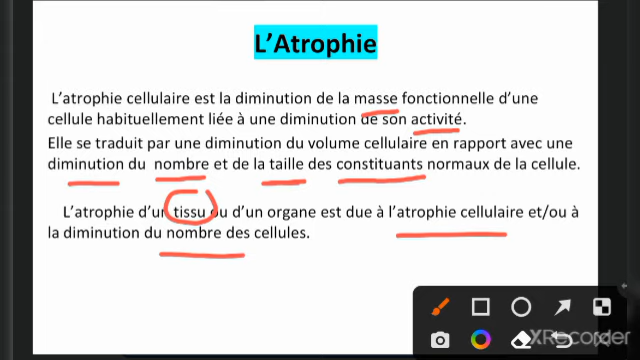 L'Atrophie
L'atrophie cellulaire est la diminution de la masse fonctionnelle d'une
cellule habituellement liée à une diminution de son activité.
Elle se traduit par une diminution du volume cellulaire en rapport avec une
diminution du nombre et de la taille des constituants normaux de la cellule.
L'atrophie d'un tissu ou d'un organe est due à l'atrophie cellulaire et/ou à
la diminution du nombre des cellules.
XRecorder